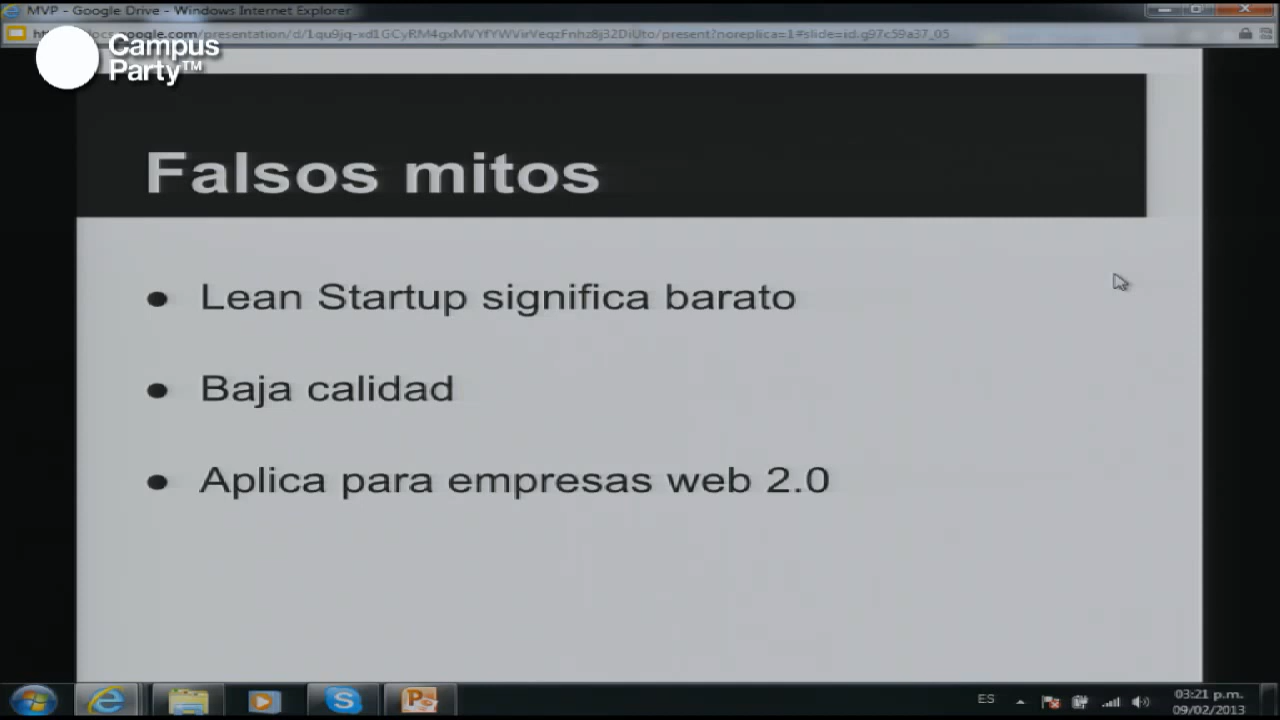 MVP - Google Drive - Windows Internet Explorer
Campus
Party™
Falsos mitos
Lean Startup significa barato
Baja calidad
Aplica para empresas web 2.0
ES
03:21 p.m.
09/02/2013